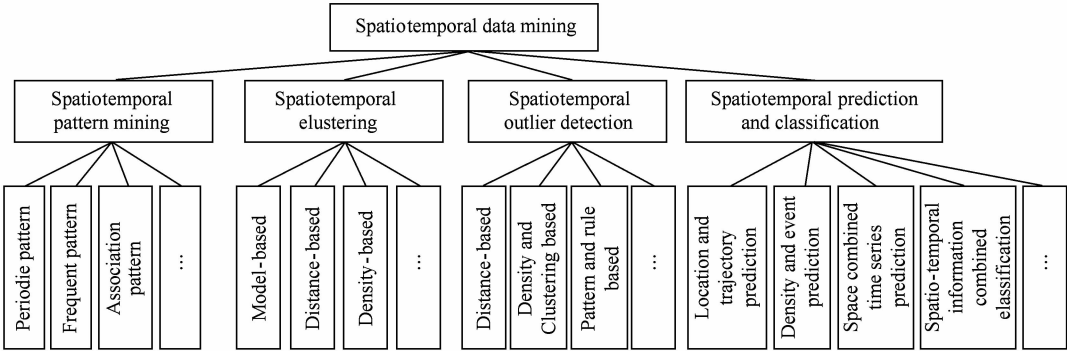 Spatiotemporal data mining
Spatiotemporal
pattern mining
Spatiotemporal
elustering
Spatiotemporal
outlier detection
Spatiotemporal prediction
and classification
Periodie pattern
Frequent pattern
Association
pattern
...
Model-based
Distance-based
Density-based
...
Distance-based
Density and
Clustering based
Pattern and rule
based
...
Location and
trajectory
prediction
Density and event
prediction
Space combined
time series
prediction
Spatio-temporal
information
combined
elassification
...